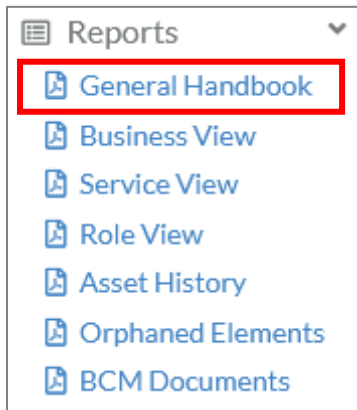 Reports
General Handbook
Business View
Service View
Role View
Asset History
Orphaned Elements
BCM Documents